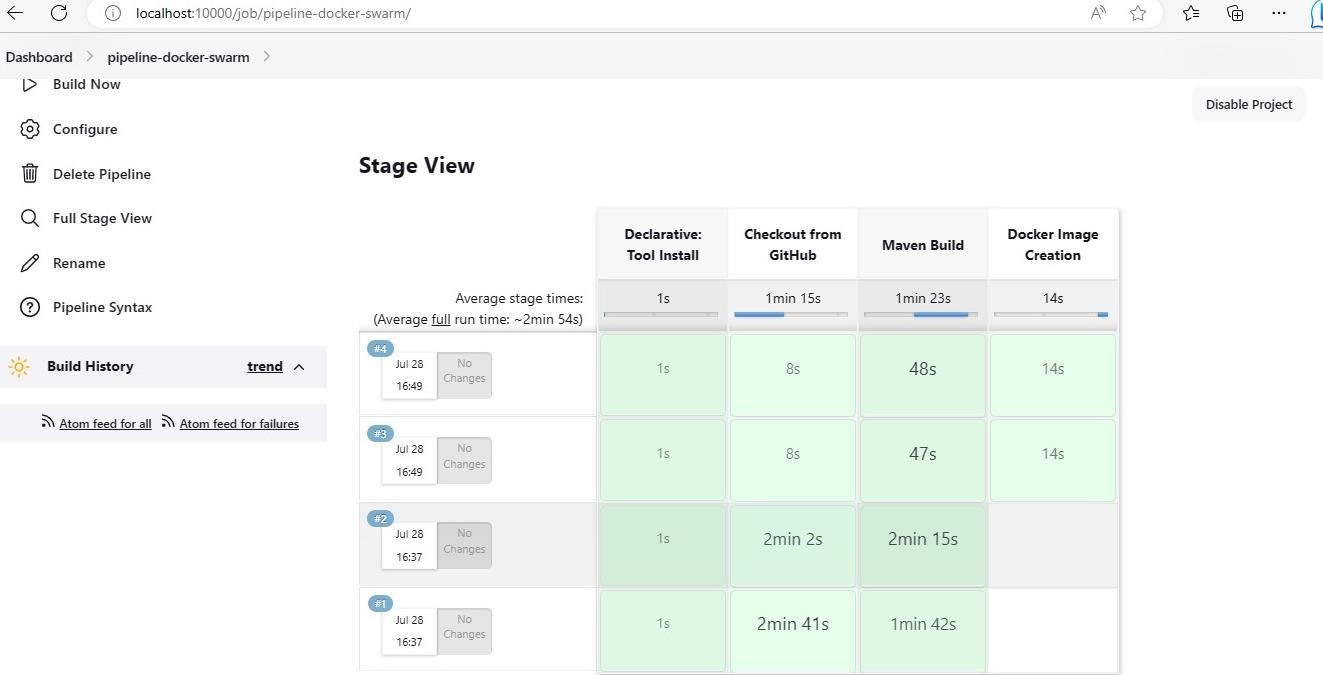 localhost:10000/job/pipeline-docker-swarm/
Dashboard
pipeline-docker-swarm
Build Now
Configure
Delete Pipeline
Full Stage View
Rename
Pipeline Syntax
Build History
trend
Atom feed for all
Atom feed for failures
Disable Project
Stage View
Declarative:
Tool Install
Checkout from
GitHub
Maven Build
Docker Image
Creation
Average stage times:
(Average full run time: ~2min 54s)
1s
1min 15s
1min 23s
14s
#4
Jul 28
16:49
No
Changes
1s
8s
48s
14s
#3
Jul 28
16:49
No
Changes
1s
8s
47s
14s
#2
Jul 28
16:37
No
Changes
1s
2min 2s
2min 15s
#1
Jul 28
16:37
No
Changes
1s
2min 41s
1min 42s